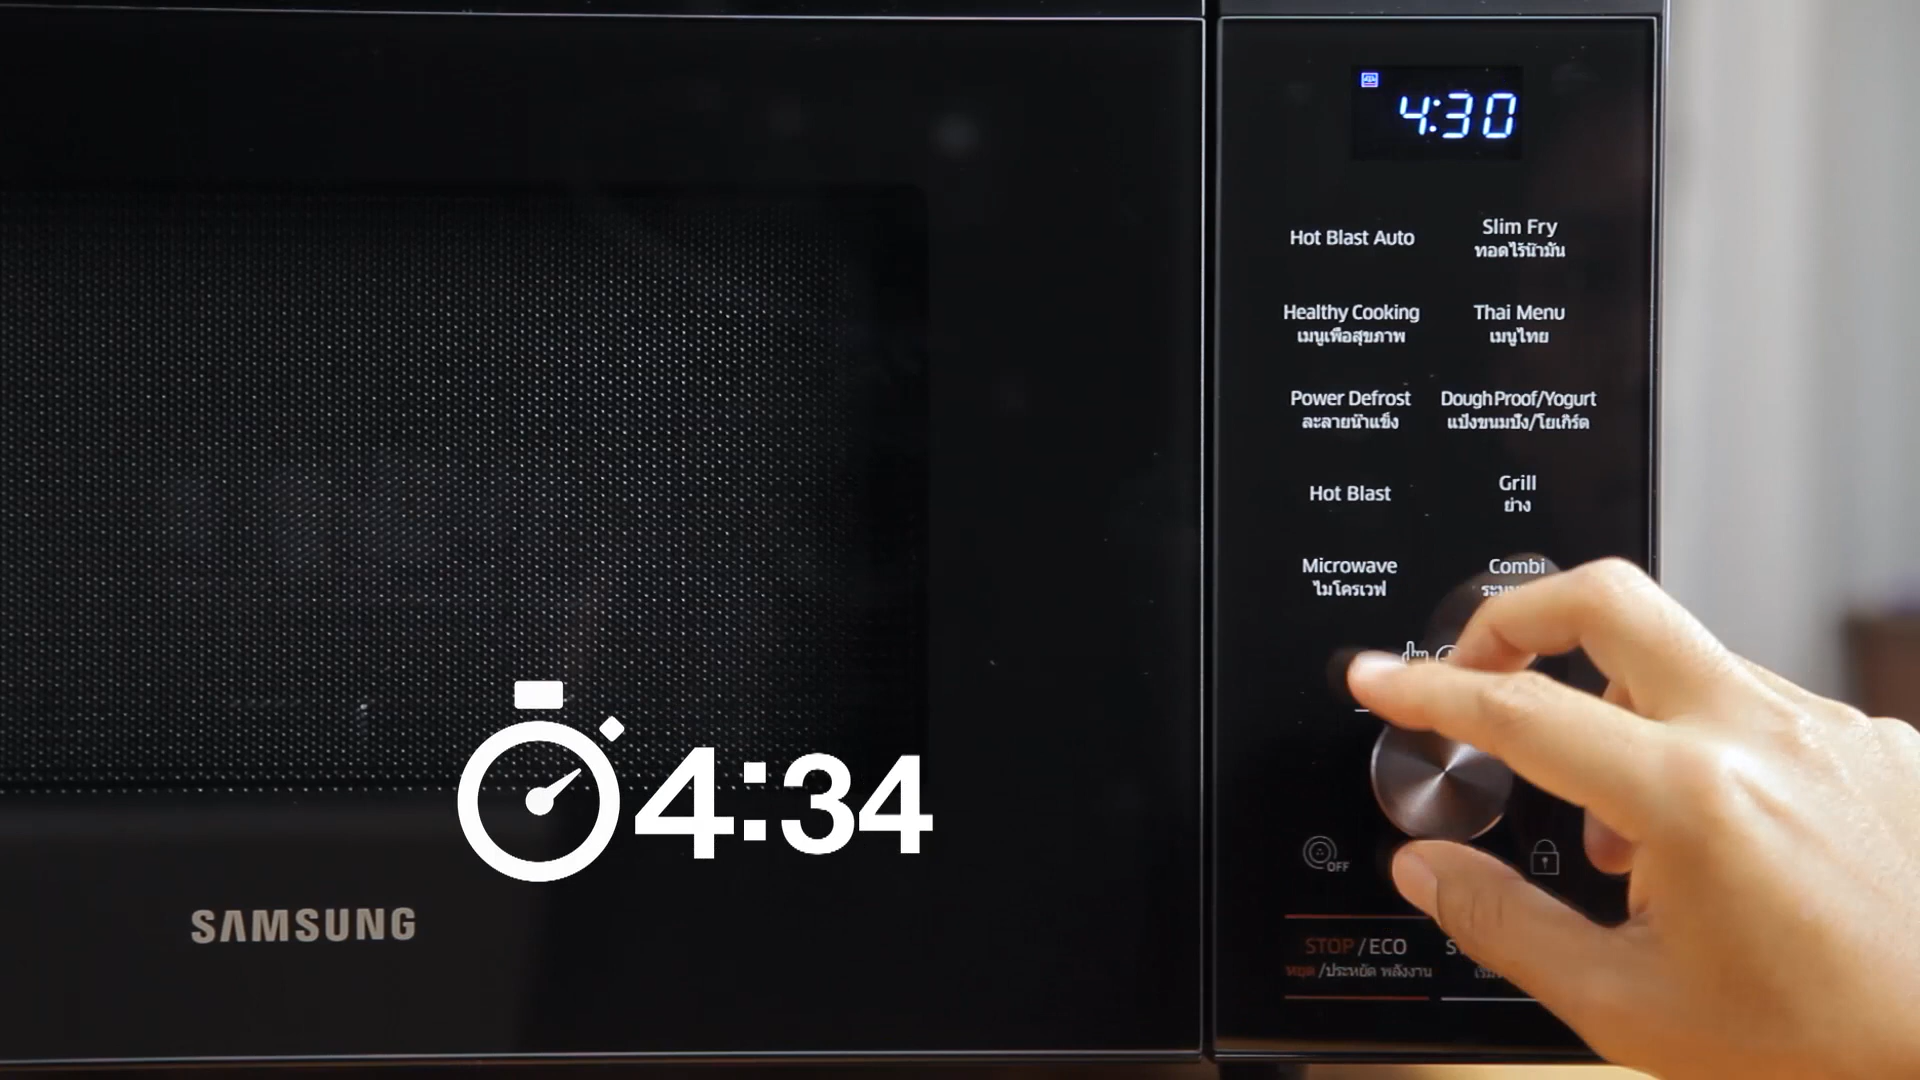 4:30
Hot Blast Auto
Slim Fry
ทอดไร้น้ำมัน
Healthy Cooking
เมนูเพื่อสุขภาพ
Thai Menu
เมนูไทย
Power Defrost
ละลายน้ำแข็ง
Dough Proof/Yogurt
แป้งขนมปัง/โยเกิร์ต
Hot Blast
Grill
ย่าง
Microwave
ไมโครเวฟ
Combi
4:34
OFF
SAMSUNG
STOP/ECO
หยุด/ประหยัด พลังงาน